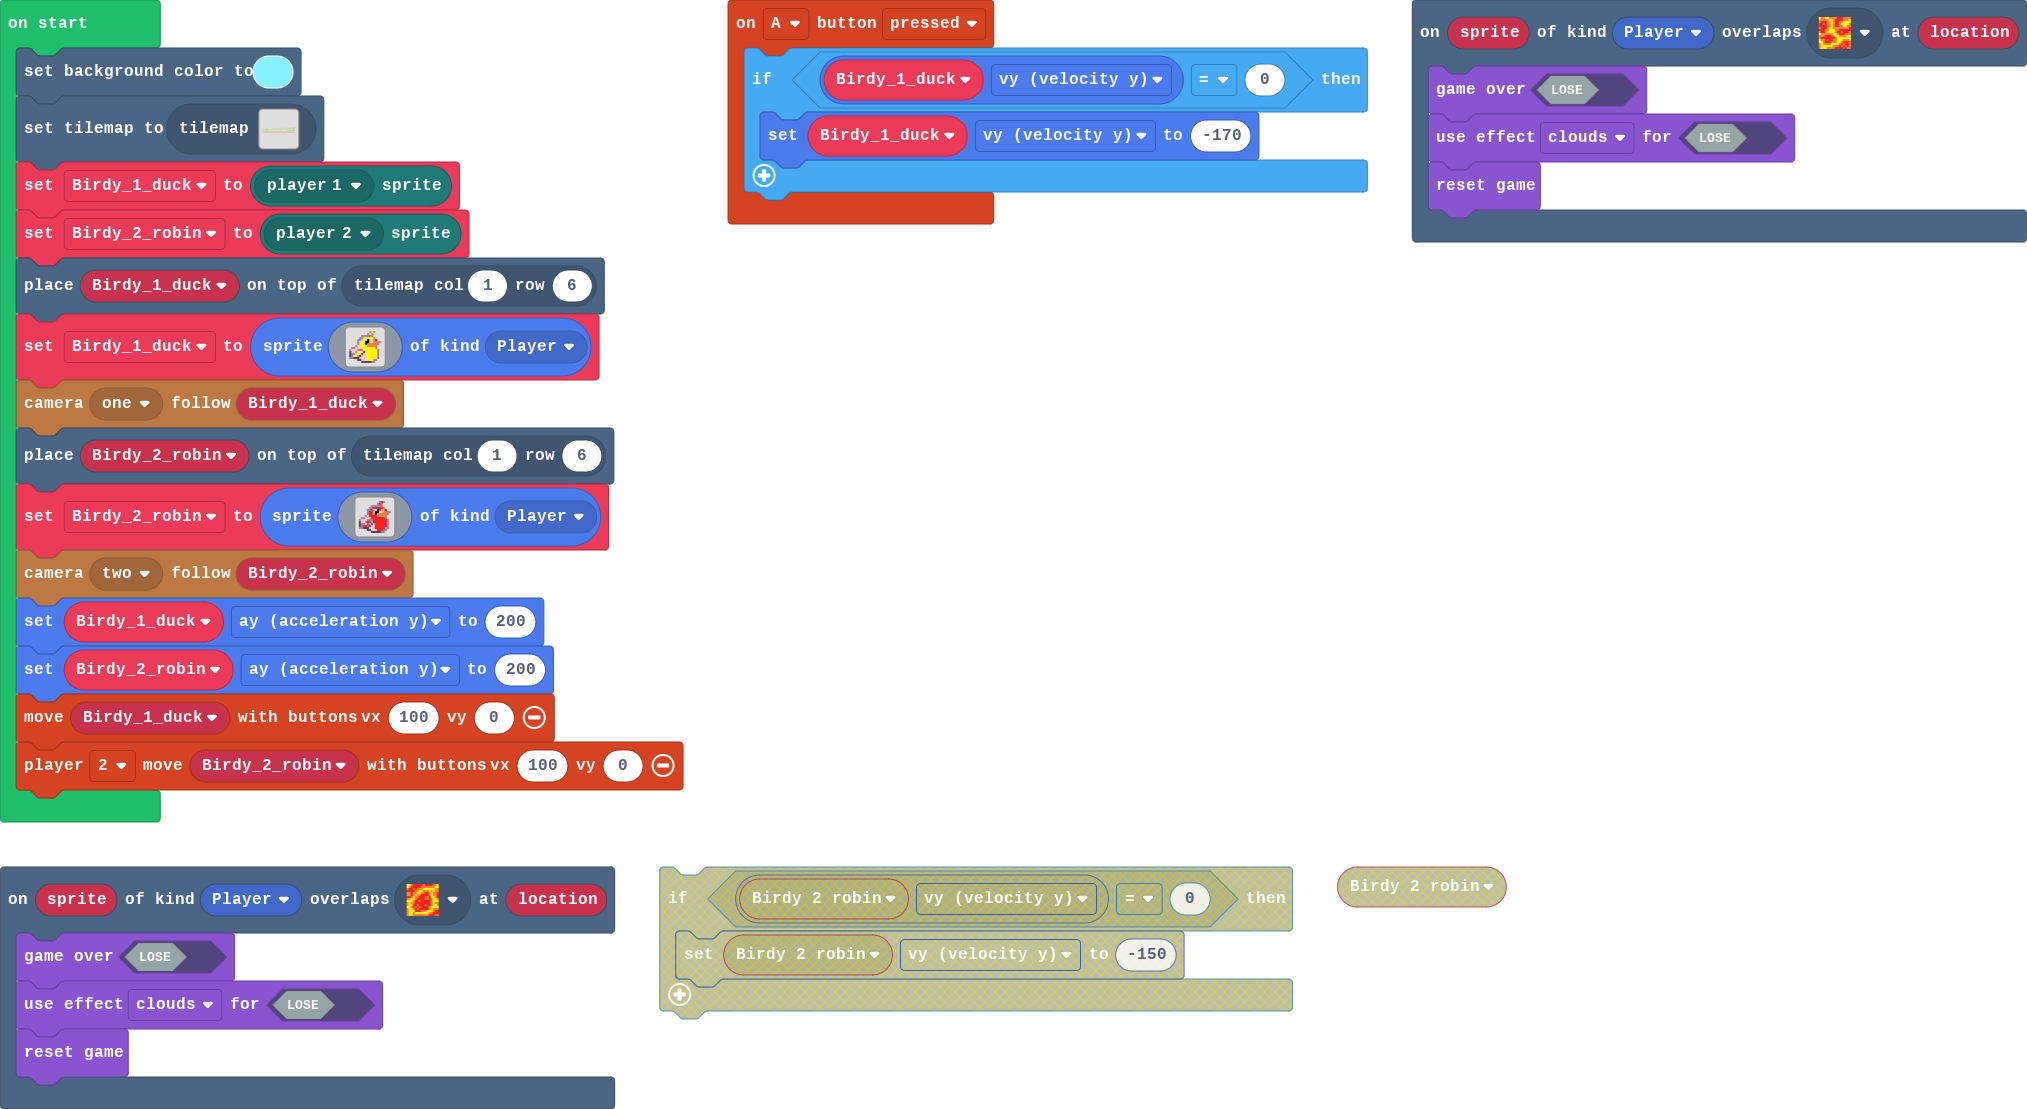 on start
set background color to
set tilemap to tilemap
set Birdy_1_duck to player 1 sprite
set Birdy_2_robin to player 2 sprite
place Birdy_1_duck on top of tilemap col 1 row 6
set Birdy_1_duck to sprite of kind Player
camera one follow Birdy_1_duck
place Birdy_2_robin on top of tilemap col 1 row 6
set Birdy_2_robin to sprite of kind Player
camera two follow Birdy_2_robin
set Birdy_1_duck ay (acceleration y) to 200
set Birdy_2_robin ay (acceleration y) to 200
move Birdy_1_duck with buttons vx 100 vy 0
player 2 move Birdy_2_robin with buttons vx 100 vy 0
on A button pressed
if Birdy_1_duck vy (velocity y) = 0 then
set Birdy_1_duck vy (velocity y) to -170
on sprite of kind Player overlaps at location
game over LOSE
use effect clouds for LOSE
reset game
on sprite of kind Player overlaps at location
game over LOSE
use effect clouds for LOSE
reset game
if Birdy 2 robin vy (velocity y) = 0 then
set Birdy 2 robin vy (velocity y) to -150
Birdy 2 robin